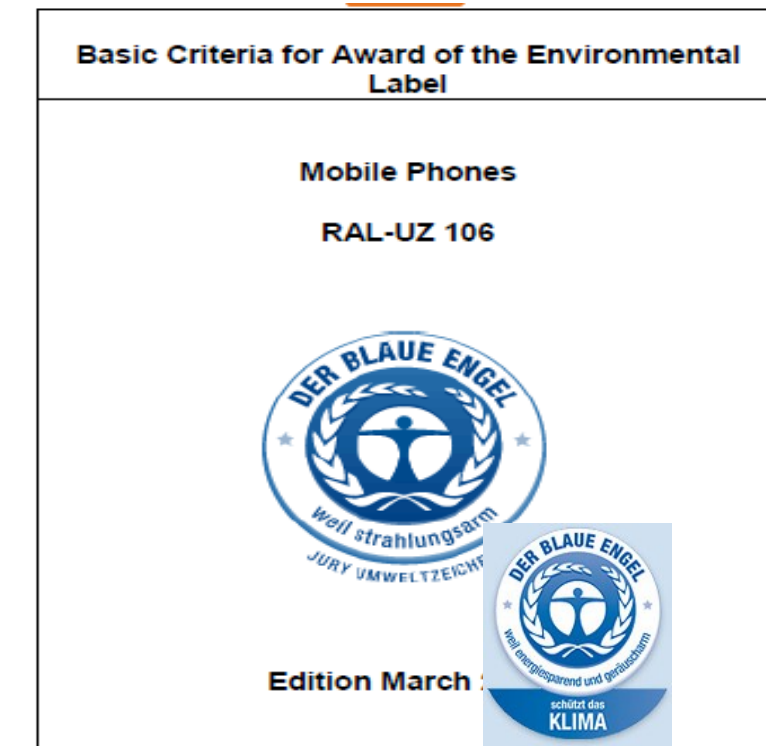 Basic Criteria for Award of the Environmental
Label
Mobile Phones
RAL-UZ 106
DER BLAUE ENGEL
weil strahlungsarm
JURY UMWELTZEICHEN
Edition March
DER BLAUE ENGEL
weil energiesparend und geräuscharm
schützt das
KLIMA